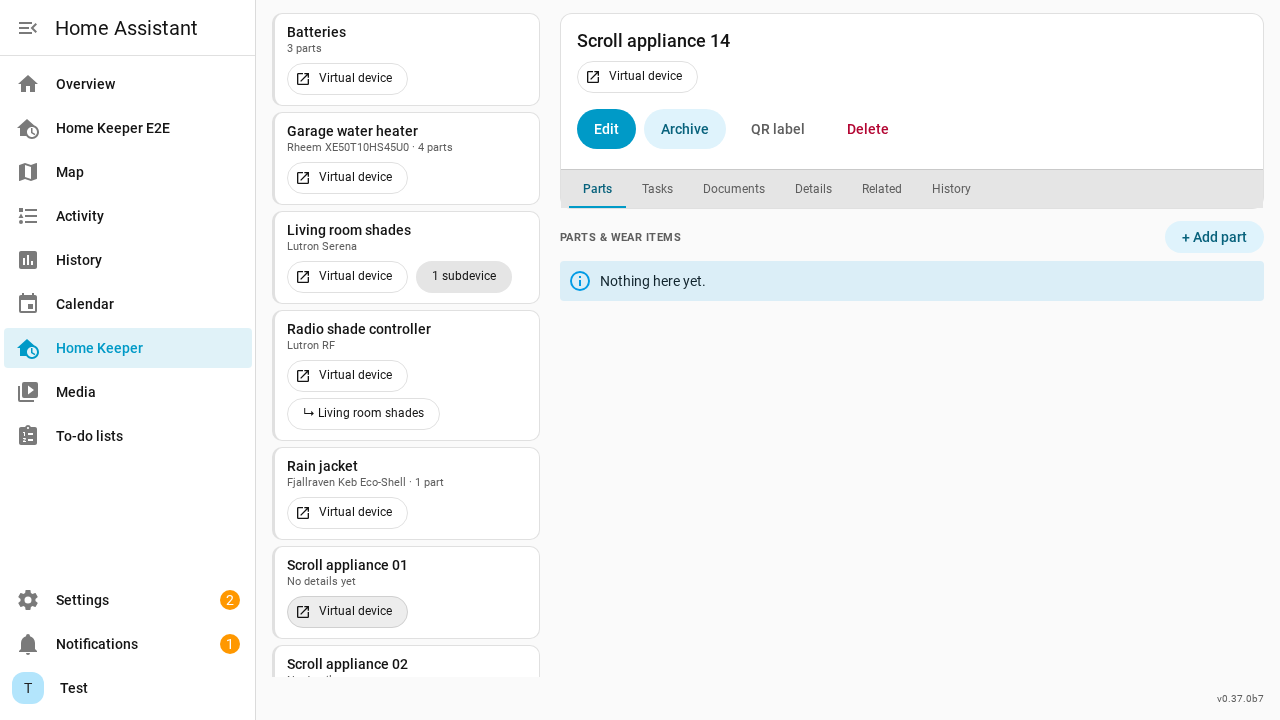 Home Assistant
Overview
Home Keeper E2E
Map
Activity
History
Calendar
Home Keeper
Media
To-do lists
Settings
2
Notifications
1
T
Test
Batteries
3 parts
Virtual device
Garage water heater
Rheem XE50T10HS45U0 · 4 parts
Virtual device
Living room shades
Lutron Serena
Virtual device
1 subdevice
Radio shade controller
Lutron RF
Virtual device
↳ Living room shades
Rain jacket
Fjallraven Keb Eco-Shell · 1 part
Virtual device
Scroll appliance 01
No details yet
Virtual device
Scroll appliance 02
Scroll appliance 14
Virtual device
Edit
Archive
QR label
Delete
Parts
Tasks
Documents
Details
Related
History
PARTS & WEAR ITEMS
+ Add part
Nothing here yet.
v0.37.0b7